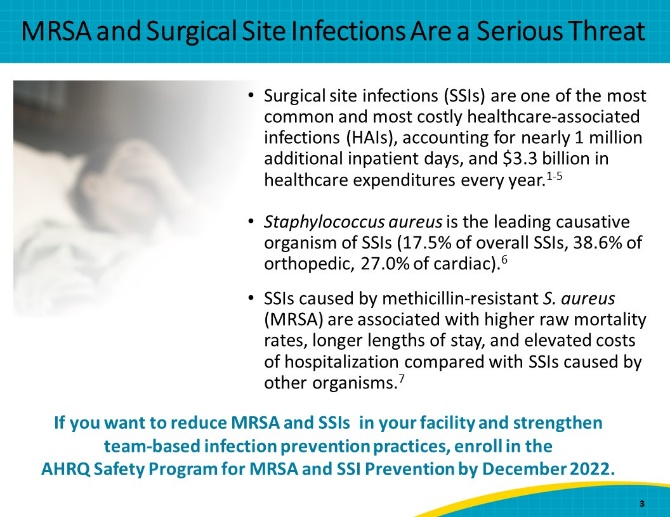 MRSA and Surgical Site Infections Are a Serious Threat
• Surgical site infections (SSIs) are one of the most
common and most costly healthcare-associated
infections (HAIs), accounting for nearly 1 million
additional inpatient days, and $3.3 billion in
healthcare expenditures every year.1-5
• Staphylococcus aureus is the leading causative
organism of SSIs (17.5% of overall SSIs, 38.6% of
orthopedic, 27.0% of cardiac).6
• SSIs caused by methicillin-resistant S. aureus
(MRSA) are associated with higher raw mortality
rates, longer lengths of stay, and elevated costs
of hospitalization compared with SSIs caused by
other organisms.7
If you want to reduce MRSA and SSIs in your facility and strengthen
team-based infection prevention practices, enroll in the
AHRQ Safety Program for MRSA and SSI Prevention by December 2022.
3